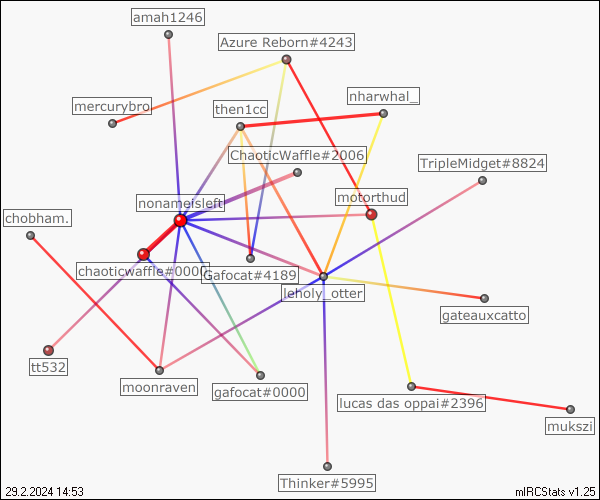 amah1246
Azure Reborn#4243
nharwhal_
mercurybro
then1cc
ChaoticWaffle#2006
TripleMidget#8824
motorthud
nonameisleft
chobham.
chaoticwaffle#0000
Gafocat#4189
leholy_otter
gateauxcatto
tt532
moonraven
gafocat#0000
lucas das oppai#2396
mukszi
Thinker#5995
29.2.2024 14:53
mIRCStats v1.25